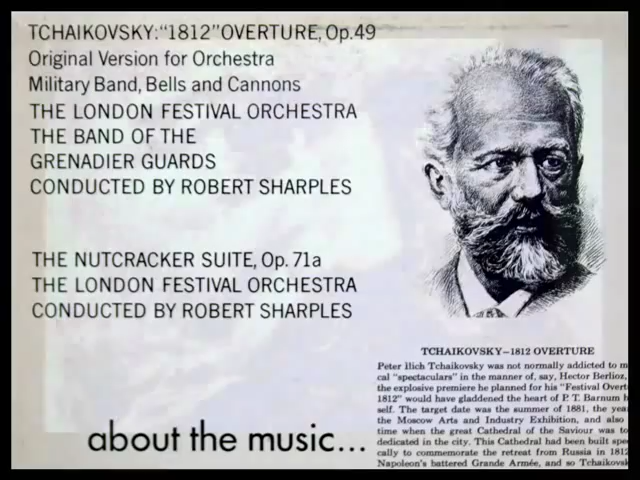 TCHAIKOVSKY: "1812" OVERTURE, Op. 49
Original Version for Orchestra
Military Band, Bells and Cannons
THE LONDON FESTIVAL ORCHESTRA
THE BAND OF THE
GRENADIER GUARDS
CONDUCTED BY ROBERT SHARPLES
THE NUTCRACKER SUITE, Op. 71a
THE LONDON FESTIVAL ORCHESTRA
CONDUCTED BY ROBERT SHARPLES
about the music...
TCHAIKOVSKY—1812 OVERTURE
Peter Ilich Tchaikovsky was not normally addicted to m
cal "spectaculars" in the manner of, say, Hector Berlioz,
the explosive premiere he planned for his "Festival Overt
1812" would have gladdened the heart of P. T. Barnum h
self. The target date was the summer of 1881, the yea
the Moscow Arts and Industry Exhibition, and also
time when the great Cathedral of the Saviour was to
dedicated in the city. This Cathedral had been built spe
cally to commemorate the retreat from Russia in 1812
Napoleon's battered Grande Armée, and so Tchaikovsk